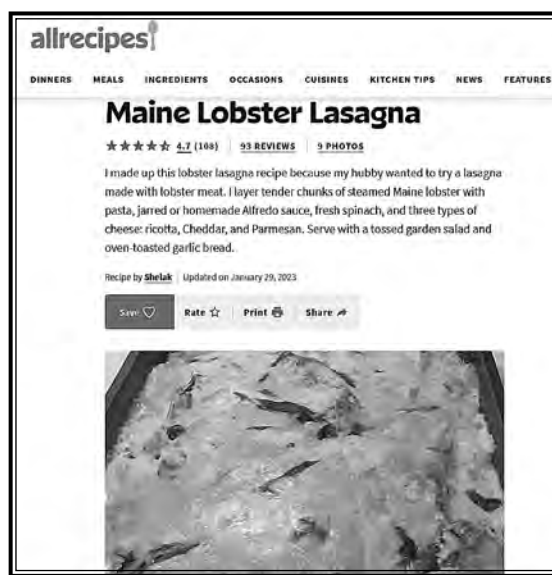 allrecipes
DINNERS MEALS INGREDIENTS OCCASIONS CUISINES KITCHEN TIPS NEWS FEATURES
Maine Lobster Lasagna
4.7 (168) 93 REVIEWS 9 PHOTOS
I made up this lobster lasagna recipe because my hubby wanted to try a lasagna
made with lobster meat. I layer tender chunks of steamed Maine lobster with
pasta, jarred or homemade Alfredo sauce, fresh spinach, and three types of
cheese: ricotta, Cheddar, and Parmesan. Serve with a tossed garden salad and
oven-toasted garlic bread.
Recipe by Shelak Updated on January 29, 2023
Save Rate Print Share